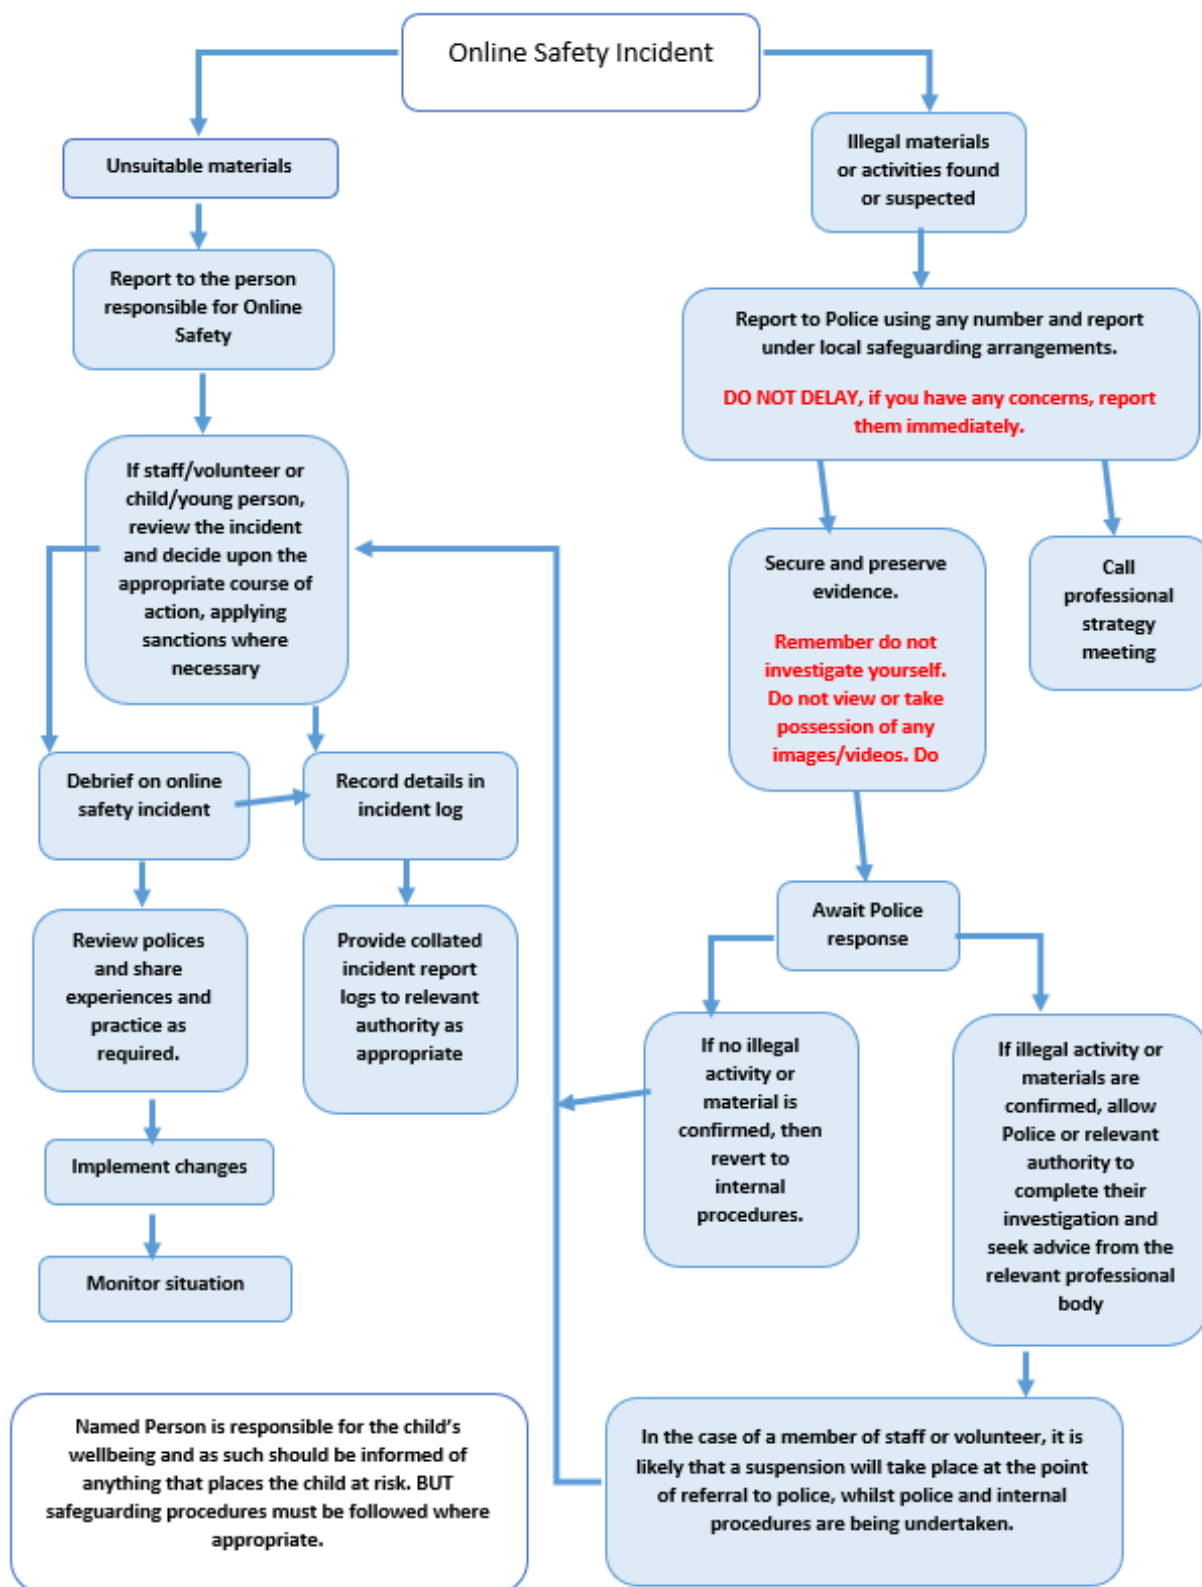 Online Safety Incident
Unsuitable materials
Report to the person
responsible for Online
Safety
If staff/volunteer or
child/young person,
review the incident
and decide upon the
appropriate course of
action, applying
sanctions where
necessary
Debrief on online
safety incident
Record details in
incident log
Review polices
and share
experiences and
practice as
required.
Provide collated
incident report
logs to relevant
authority as
appropriate
Implement changes
Monitor situation
Illegal materials
or activities found
or suspected
Report to Police using any number and report
under local safeguarding arrangements.
DO NOT DELAY, if you have any concerns, report
them immediately.
Secure and preserve
evidence.
Remember do not
investigate yourself.
Do not view or take
possession of any
images/videos. Do
Call
professional
strategy
meeting
Await Police
response
If no illegal
activity or
material is
confirmed, then
revert to
internal
procedures.
If illegal activity or
materials are
confirmed, allow
Police or relevant
authority to
complete their
investigation and
seek advice from the
relevant professional
body
In the case of a member of staff or volunteer, it is
likely that a suspension will take place at the point
of referral to police, whilst police and internal
procedures are being undertaken.
Named Person is responsible for the child’s
wellbeing and as such should be informed of
anything that places the child at risk. BUT
safeguarding procedures must be followed where
appropriate.